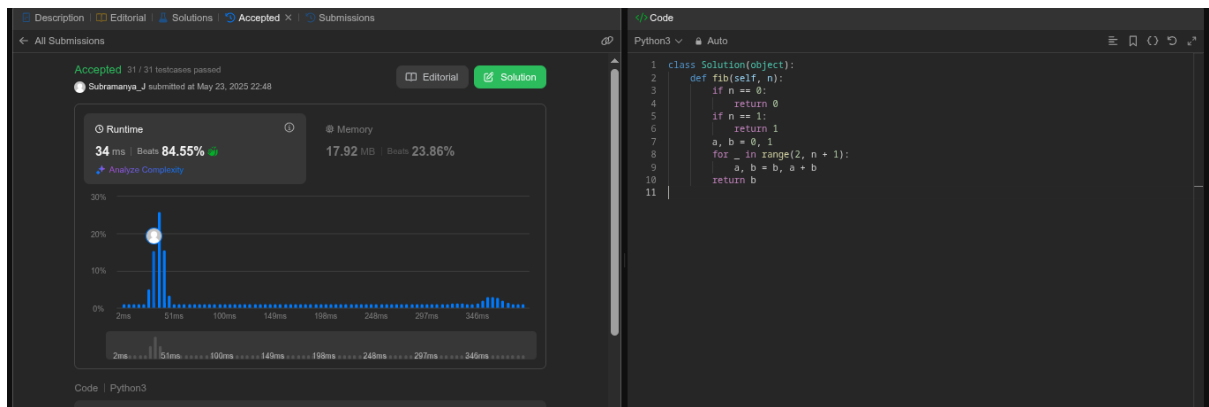 Description | Editorial | Solutions | Accepted × | Submissions
← All Submissions
Accepted 31 / 31 testcases passed
Subramanya_J submitted at May 23, 2025 22:48
Editorial
Solution
Runtime
34 ms | Beats 84.55%
Analyze Complexity
Memory
17.92 MB | Beats 23.86%
30%
20%
10%
0%
2ms 51ms 100ms 149ms 198ms 248ms 297ms 346ms
2ms 51ms 100ms 149ms 198ms 248ms 297ms 346ms
Code | Python3
</> Code
Python3 Auto
1 class Solution(object):
2     def fib(self, n):
3         if n == 0:
4             return 0
5         if n == 1:
6             return 1
7         a, b = 0, 1
8         for _ in range(2, n + 1):
9             a, b = b, a + b
10         return b
11